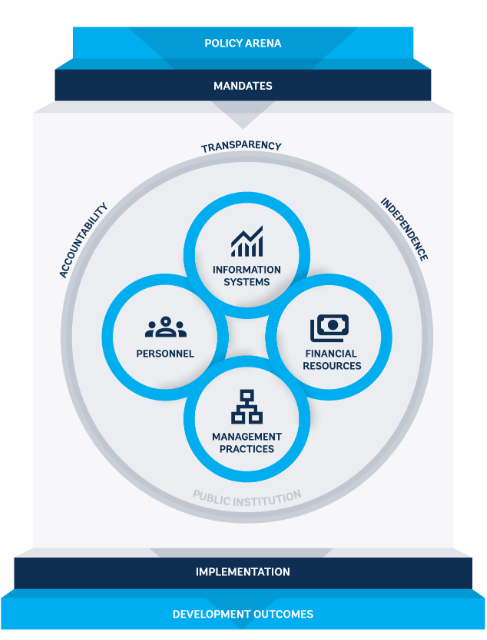 POLICY ARENA
MANDATES
TRANSPARENCY
ACCOUNTABILITY
INDEPENDENCE
INFORMATION
SYSTEMS
PERSONNEL
FINANCIAL
RESOURCES
MANAGEMENT
PRACTICES
PUBLIC INSTITUTION
IMPLEMENTATION
DEVELOPMENT OUTCOMES